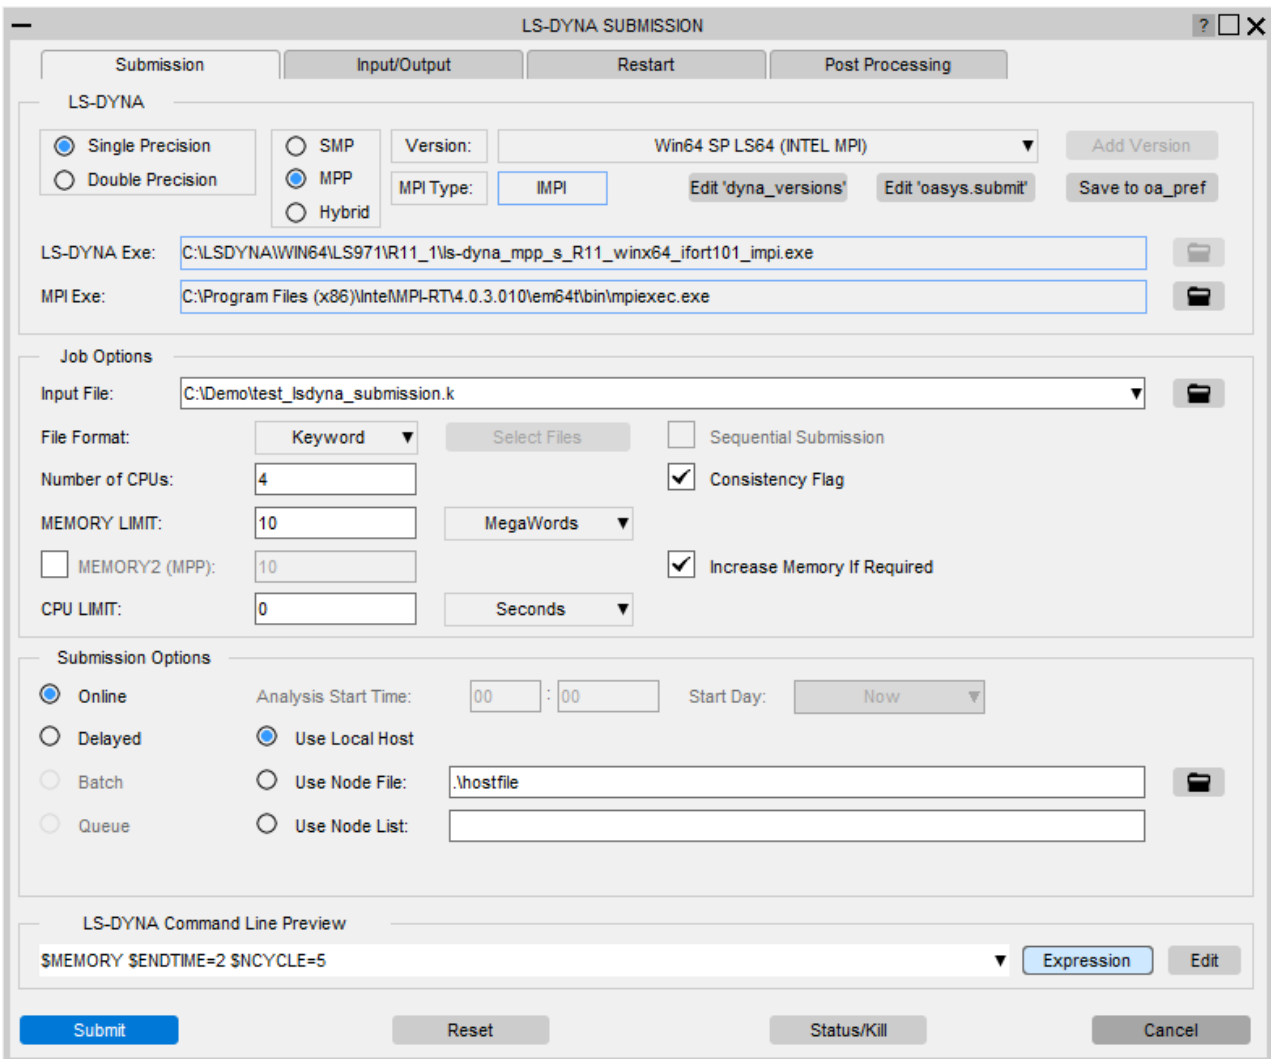 LS-DYNA SUBMISSION ?
Submission Input/Output Restart Post Processing
LS-DYNA
Single Precision SMP Version: Win64 SP LS64 (INTEL MPI) Add Version
Double Precision MPP MPI Type: IMPI Edit 'dyna_versions' Edit 'oasys.submit' Save to oa_pref
Hybrid
LS-DYNA Exe: C:\LSDYNA\WIN64\LS971\R11_1\ls-dyna_mpp_s_R11_winx64_ifort101_impi.exe
MPI Exe: C:\Program Files (x86)\Intel\MPI-RT\4.0.3.010\em64t\bin\mpiexec.exe
Job Options
Input File: C:\Demo\test_lsdyna_submission.k
File Format: Keyword Select Files Sequential Submission
Number of CPUs: 4 Consistency Flag
MEMORY LIMIT: 10 MegaWords
MEMORY2 (MPP): 10 Increase Memory If Required
CPU LIMIT: 0 Seconds
Submission Options
Online Analysis Start Time: 00 : 00 Start Day: Now
Delayed Use Local Host
Batch Use Node File: .\hostfile
Queue Use Node List:
LS-DYNA Command Line Preview
$MEMORY $ENDTIME=2 $NCYCLE=5 Expression Edit
Submit Reset Status/Kill Cancel